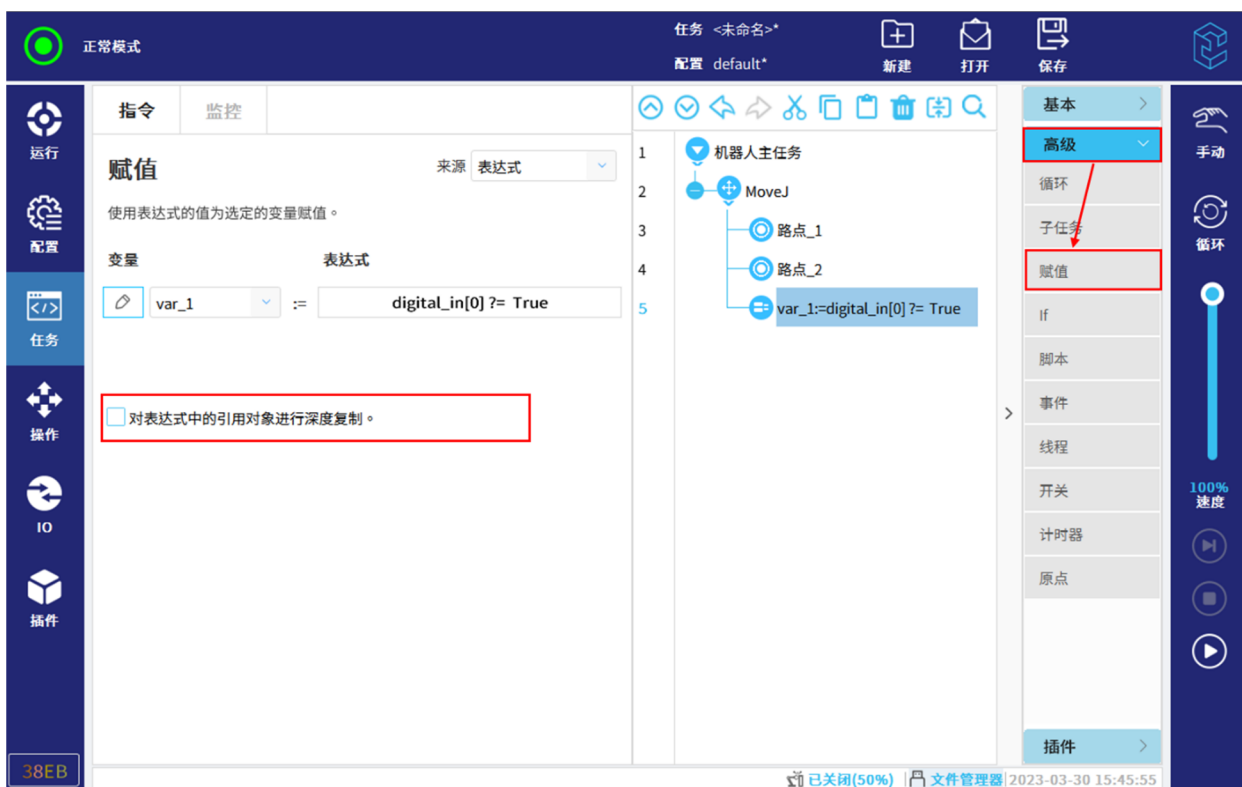 正常模式
任务 <未命名>*
配置 default*
新建
打开
保存
运行
配置
任务
操作
IO
插件
38EB
指令
监控
赋值
来源 表达式
使用表达式的值为选定的变量赋值。
变量 表达式
var_1 := digital_in[0] ?= True
对表达式中的引用对象进行深度复制。
1 机器人主任务
2 MoveJ
3 路点_1
4 路点_2
5 var_1:=digital_in[0] ?= True
基本
高级
循环
子任务
赋值
If
脚本
事件
线程
开关
计时器
原点
插件
手动
循环
100%
速度
已关闭(50%) 文件管理器 2023-03-30 15:45:55